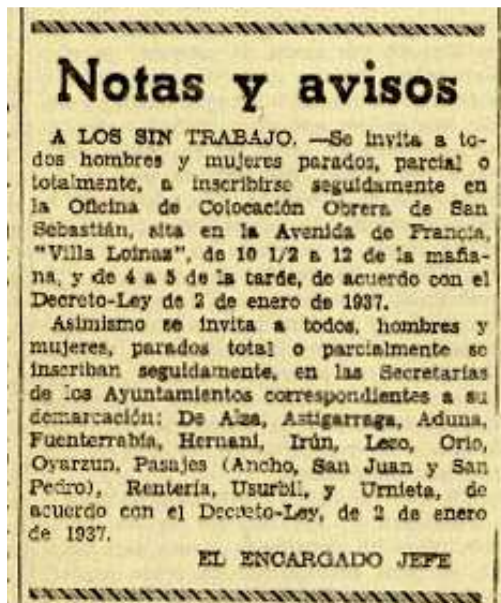 Notas y avisos
A LOS SIN TRABAJO. —Se invita a to-
dos hombres y mujeres parados, parcial o
totalmente, a inscribirse seguidamente en
la Oficina de Colocación Obrera de San
Sebastián, sita en la Avenida de Francia,
"Villa Loinaz", de 10 1/2 a 12 de la maña-
na, y de 4 a 5 de la tarde, de acuerdo con el
Decreto-Ley de 2 de enero de 1937.
Asimismo se invita a todos, hombres y
mujeres, parados total o parcialmente se
inscriban seguidamente, en las Secretarías
de los Ayuntamientos correspondientes a su
demarcación: De Alza, Astigarraga, Aduna,
Fuenterrabía, Hernani, Irún, Lezo, Orio,
Oyarzun, Pasajes (Ancho, San Juan y San
Pedro), Rentería, Usurbil, y Urnieta, de
acuerdo con el Decreto-Ley, de 2 de enero
de 1937.
EL ENCARGADO JEFE